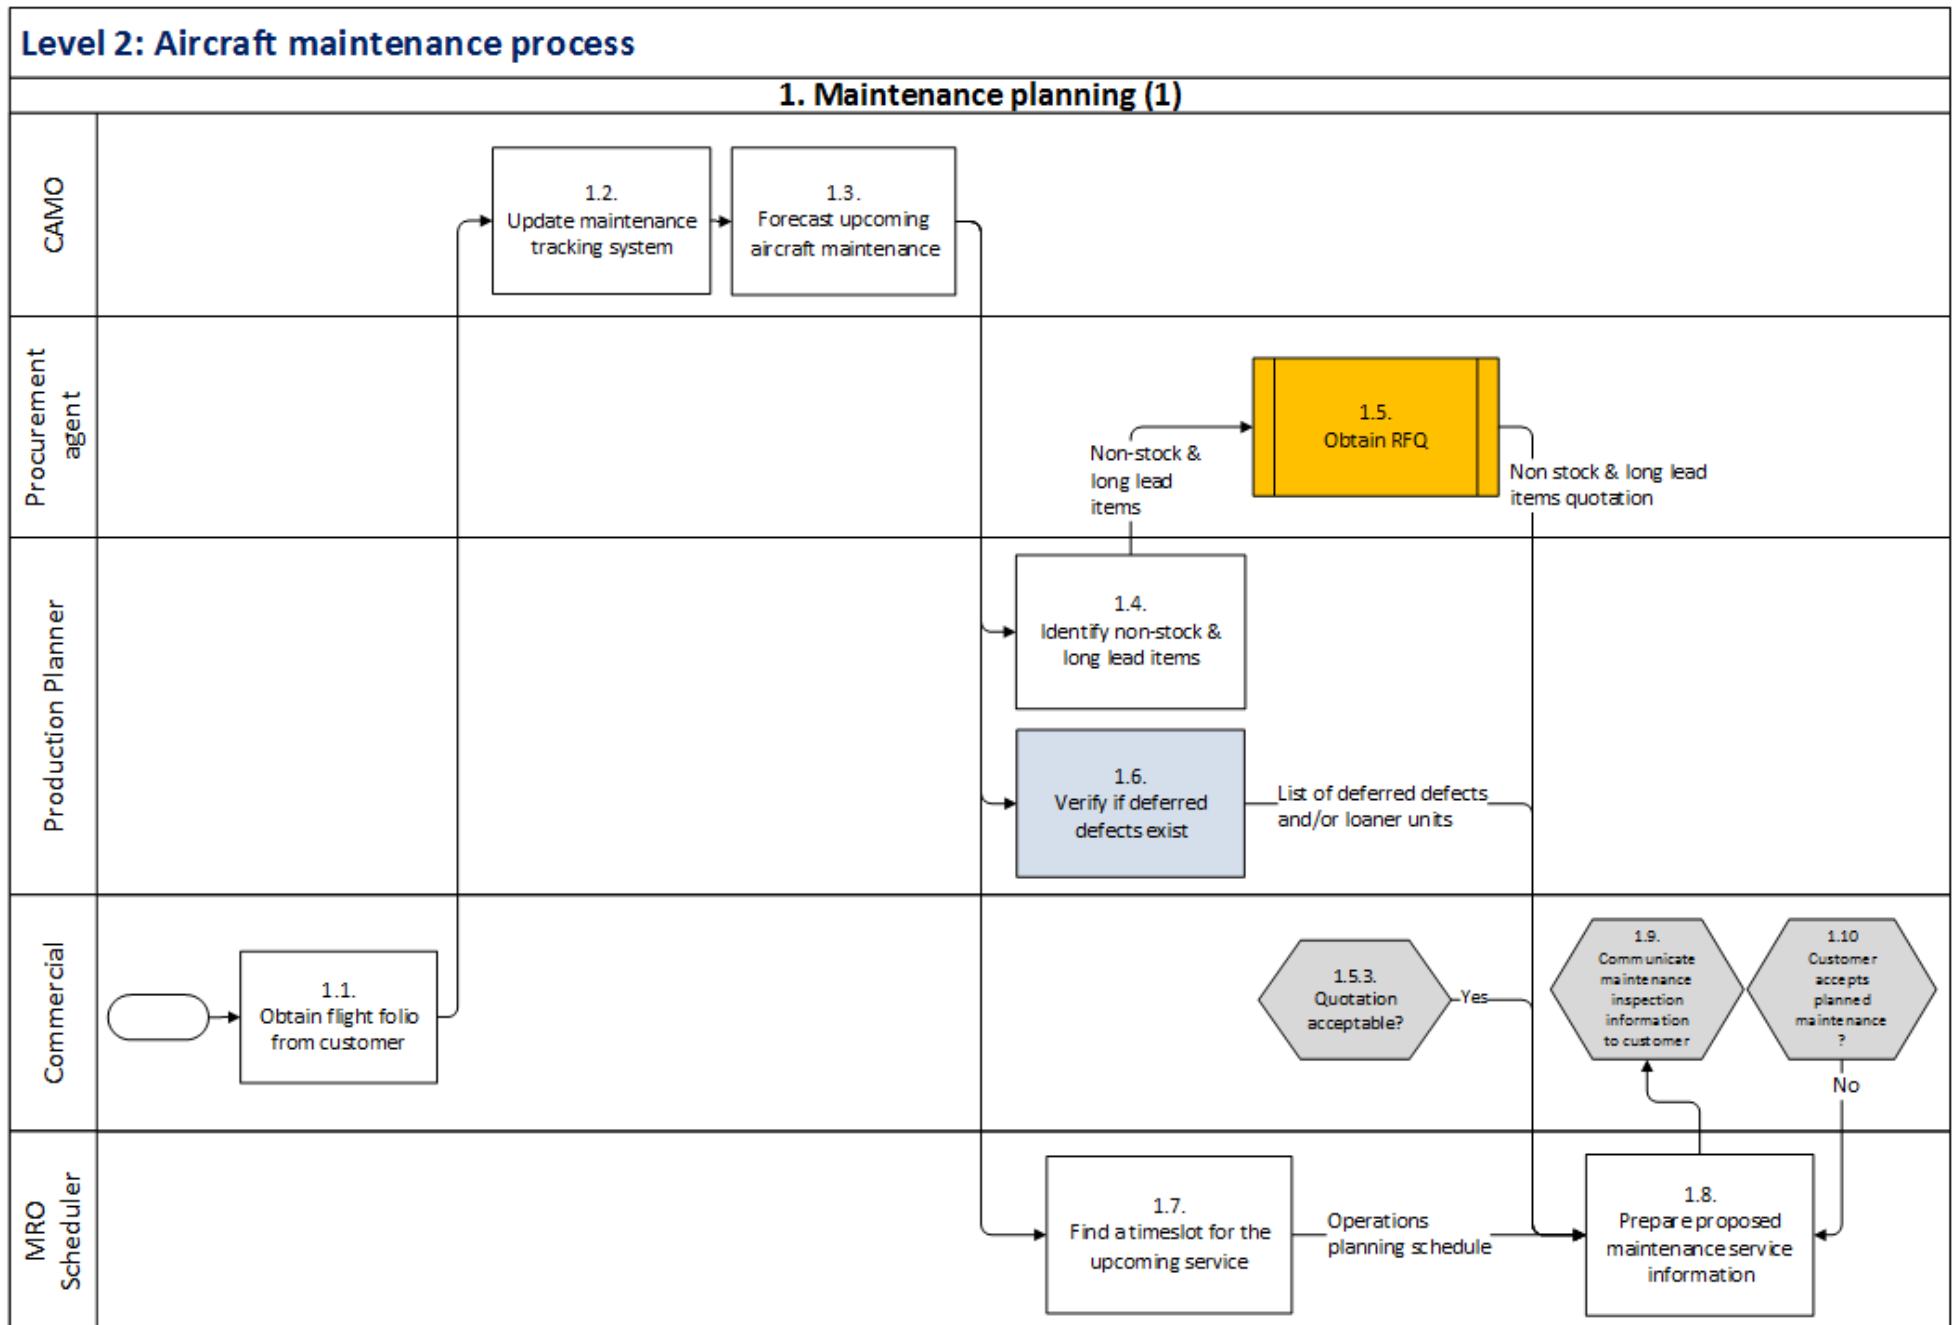 Level 2: Aircraft maintenance process
1. Maintenance planning (1)
CAMO
1.2.
Update maintenance
tracking system
1.3.
Forecast upcoming
aircraft maintenance
Procurement
agent
Non-stock &
long lead
items
1.5.
Obtain RFQ
Non stock & long lead
items quotation
Production Planner
1.4.
Identify non-stock &
long lead items
1.6.
Verify if deferred
defects exist
List of deferred defects
and/or loaner units
Commercial
1.1.
Obtain flight folio
from customer
1.5.3.
Quotation
acceptable?
Yes
1.9.
Communicate
maintenance
inspection
information
to customer
1.10
Customer
accepts
planned
maintenance
?
No
MRO
Scheduler
1.7.
Find a timeslot for the
upcoming service
Operations
planning schedule
1.8.
Prepare proposed
maintenance service
information